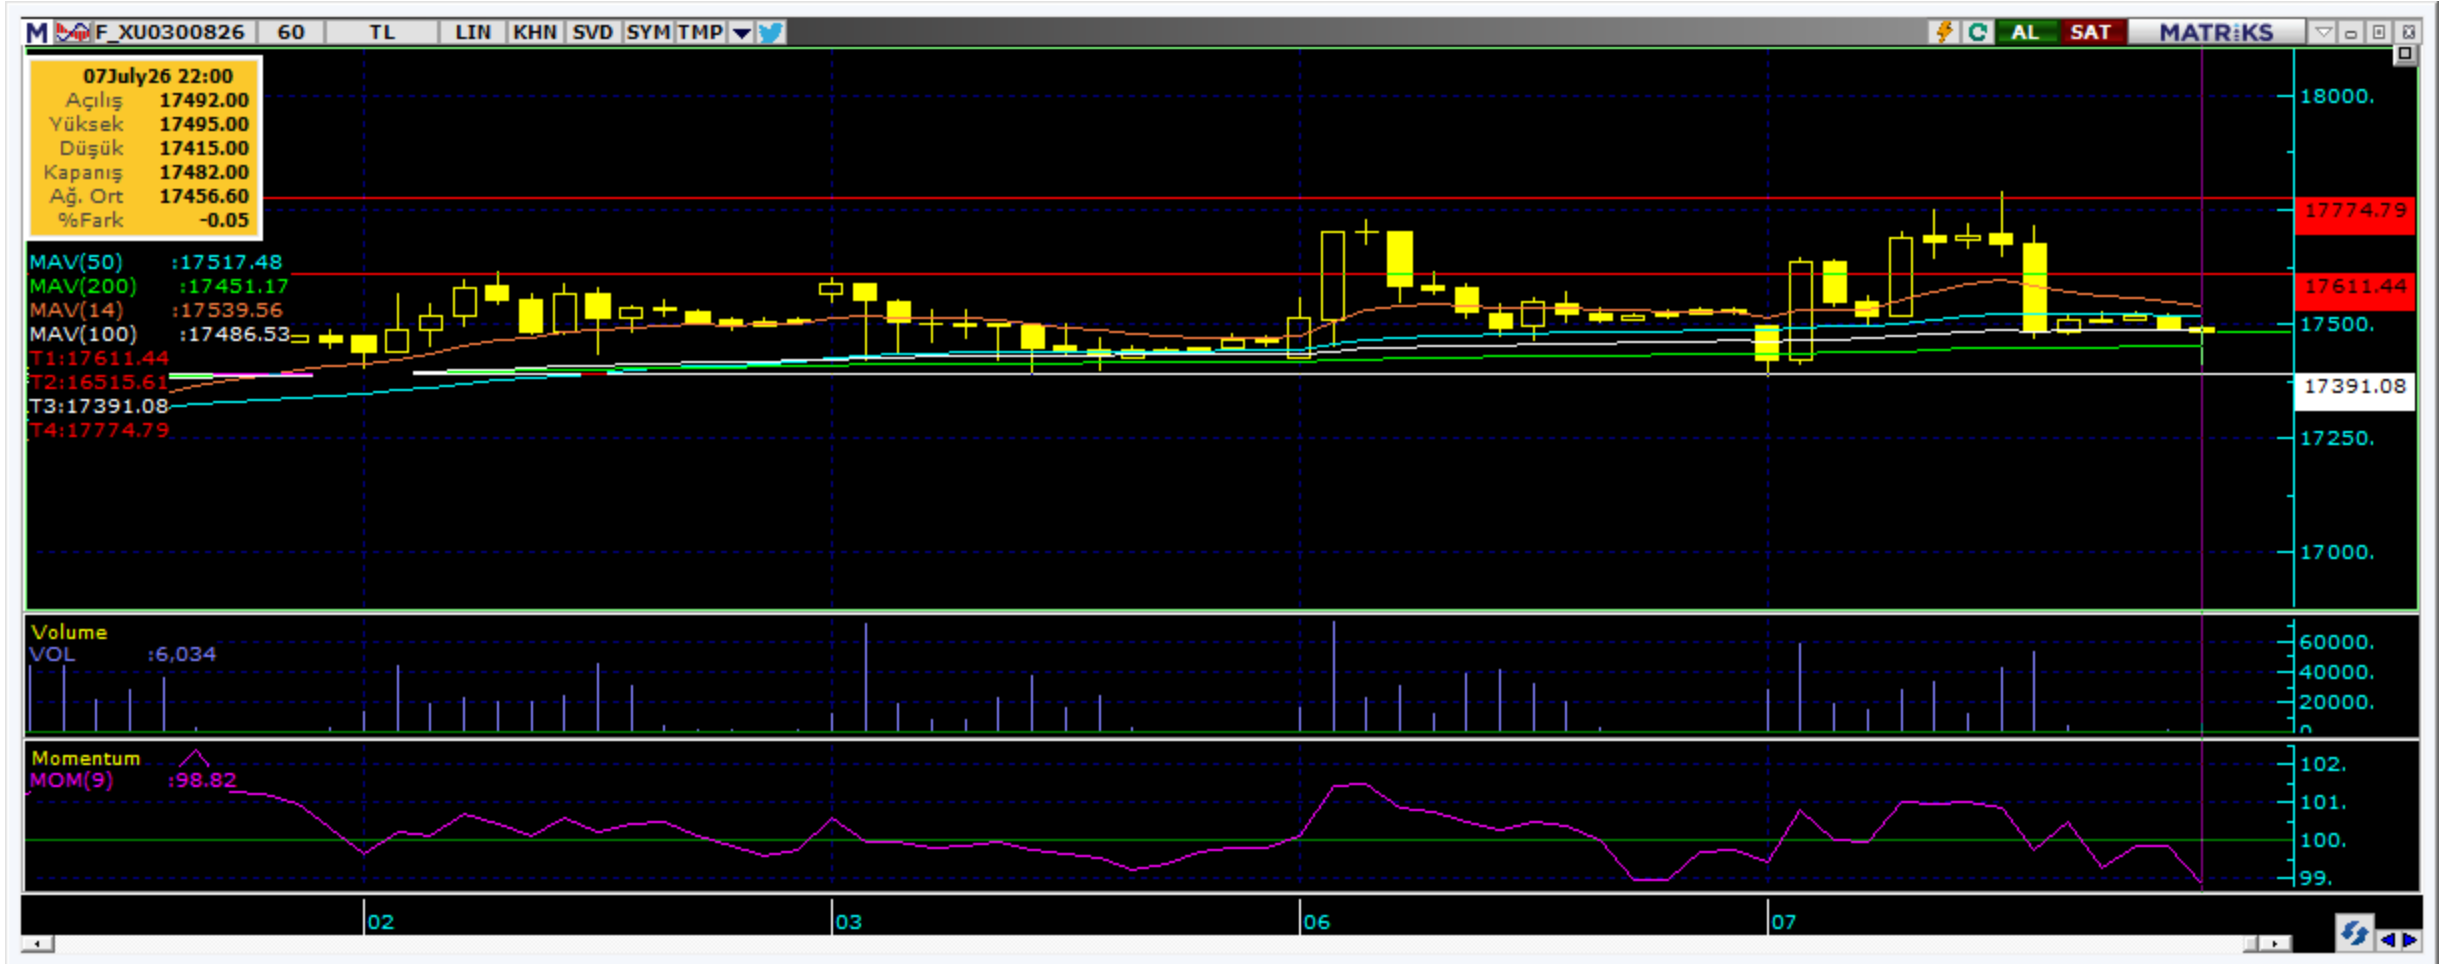 M F_XU0300826 60 TL LIN KHN SVD SYM TMP AL SAT MATRiKS
07July26 22:00
Açılış 17492.00
Yüksek 17495.00
Düşük 17415.00
Kapanış 17482.00
Ağ. Ort 17456.60
%Fark -0.05
MAV(50) :17517.48
MAV(200) :17451.17
MAV(14) :17539.56
MAV(100) :17486.53
T1:17611.44
T2:16515.61
T3:17391.08
T4:17774.79
18000.
17774.79
17611.44
17500.
17391.08
17250.
17000.
Volume
VOL :6,034
60000.
40000.
20000.
0
Momentum
MOM(9) :98.82
102.
101.
100.
99.
02 03 06 07